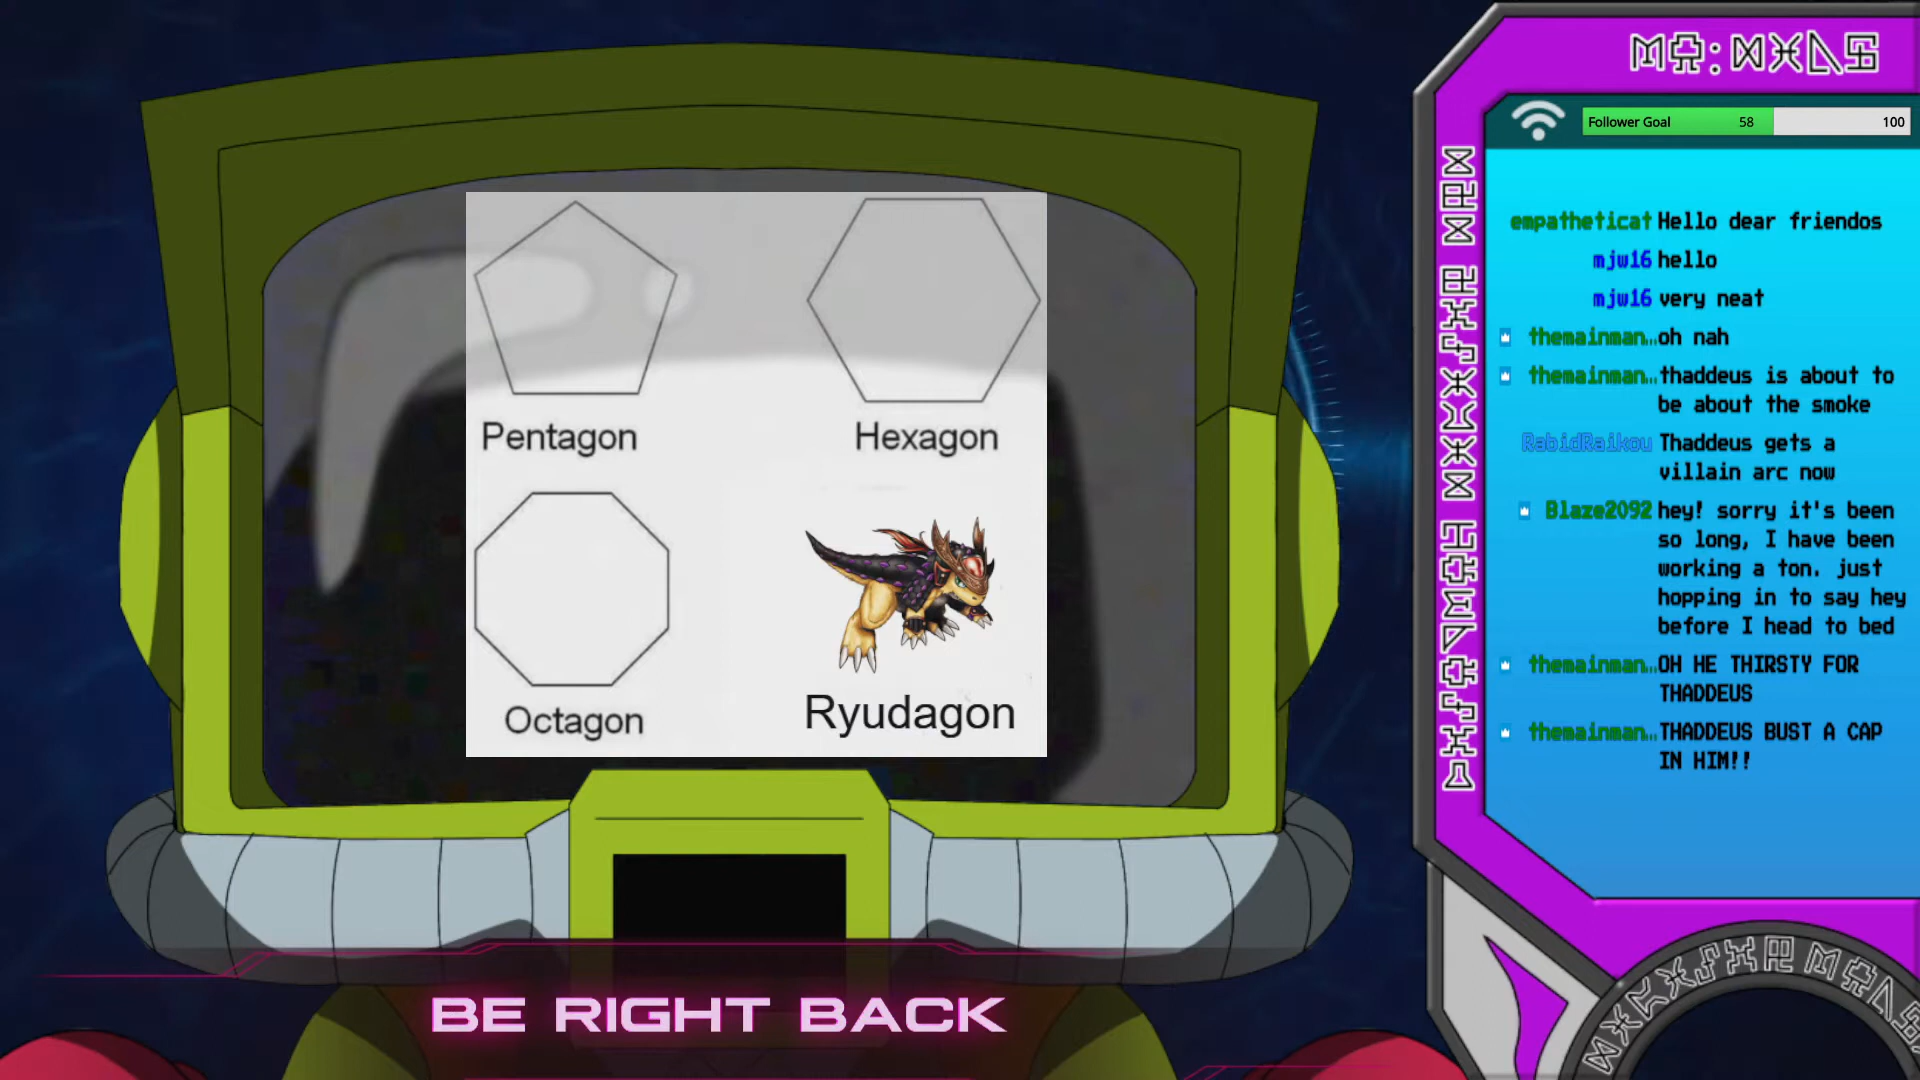 Pentagon
Hexagon
Octagon
Ryudagon
BE RIGHT BACK
Follower Goal 58 100
empatheticat Hello dear friendos
mjw16 hello
mjw16 very neat
themainman… oh nah
themainman… thaddeus is about to
be about the smoke
RabidRaikou Thaddeus gets a
villain arc now
Blaze2092 hey! sorry it's been
so long, I have been
working a ton. just
hopping in to say hey
before I head to bed
themainman… OH HE THIRSTY FOR
THADDEUS
themainman… THADDEUS BUST A CAP
IN HIM!!